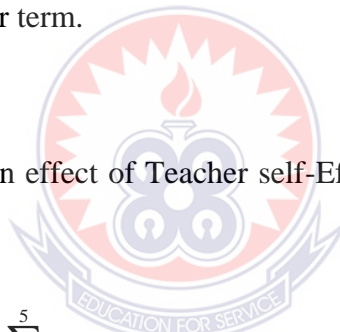 r term.
n effect of Teacher self-Ef
5
∑
EDUCATION FOR SERVICE